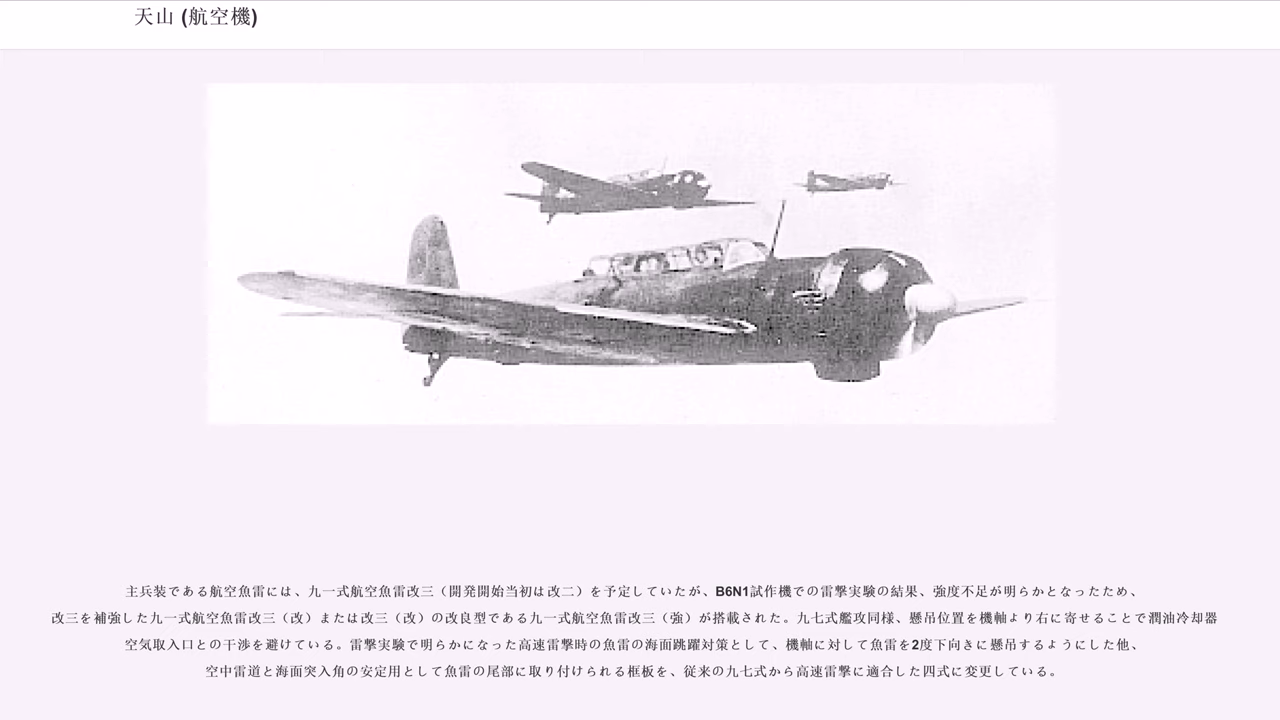 天山 (航空機)
主兵装である航空魚雷には、九一式航空魚雷改三（開発開始当初は改二）を予定していたが、B6N1試作機での雷撃実験の結果、強度不足が明らかとなったため、
改三を補強した九一式航空魚雷改三（改）または改三（改）の改良型である九一式航空魚雷改三（強）が搭載された。九七式艦攻同様、懸吊位置を機軸より右に寄せることで潤油冷却器
空気取入口との干渉を避けている。雷撃実験で明らかになった高速雷撃時の魚雷の海面跳躍対策として、機軸に対して魚雷を2度下向きに懸吊するようにした他、
空中雷道と海面突入角の安定用として魚雷の尾部に取り付けられる框板を、従来の九七式から高速雷撃に適合した四式に変更している。